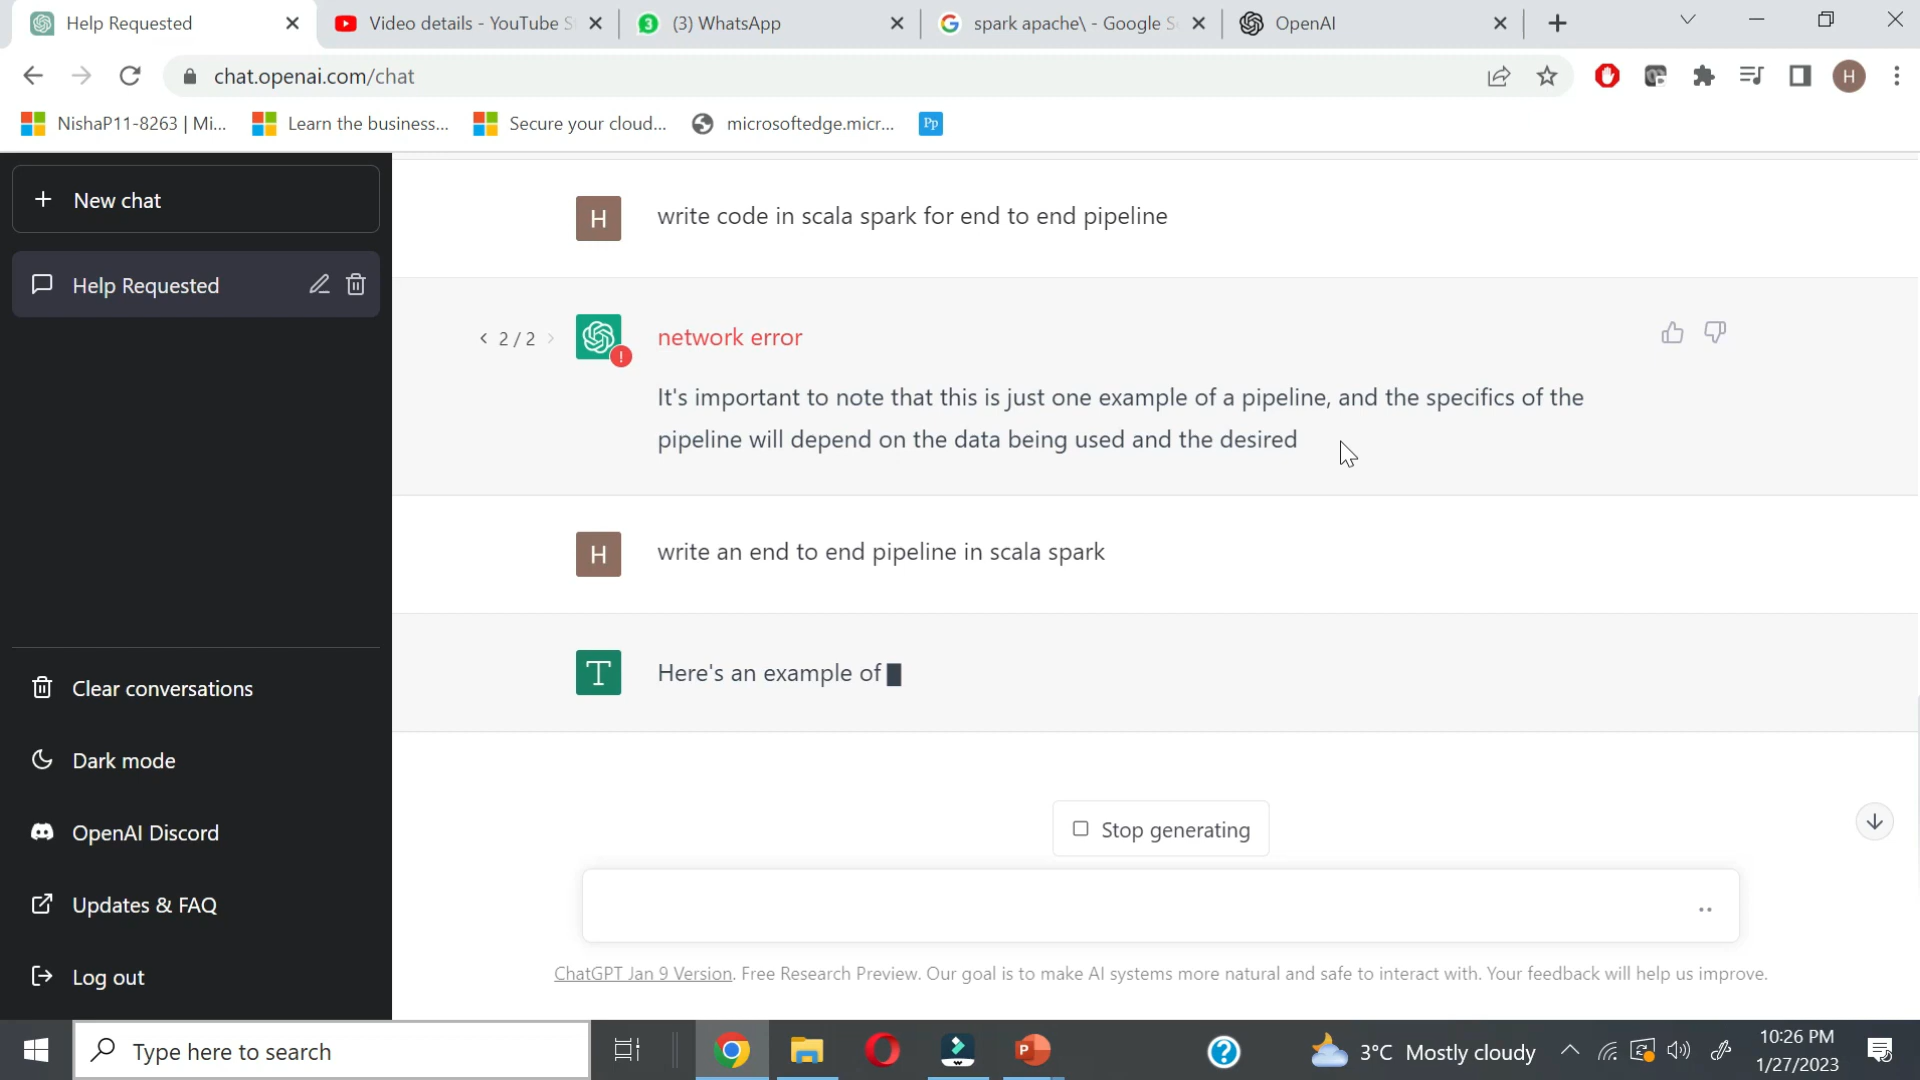 Help Requested
Video details - YouTube S
3
(3) WhatsApp
spark apache\ - Google S
OpenAI
chat.openai.com/chat
H
NishaP11-8263 | Mi...
Learn the business...
Secure your cloud...
microsoftedge.micr...
Pp
New chat
H
write code in scala spark for end to end pipeline
Help Requested
< 2 / 2 >
!
network error
It's important to note that this is just one example of a pipeline, and the specifics of the
pipeline will depend on the data being used and the desired
H
write an end to end pipeline in scala spark
T
Here's an example of
Clear conversations
Dark mode
OpenAI Discord
Updates & FAQ
Log out
Stop generating
ChatGPT Jan 9 Version. Free Research Preview. Our goal is to make AI systems more natural and safe to interact with. Your feedback will help us improve.
Type here to search
P
?
3°C Mostly cloudy
10:26 PM
1/27/2023